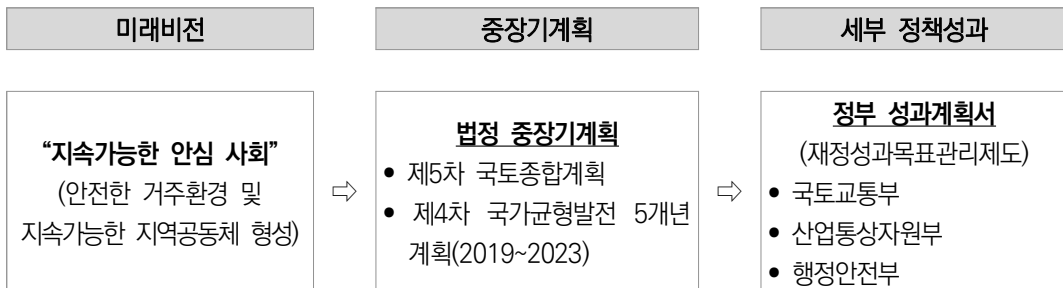 미래비전
중장기계획
세부 정책성과
“지속가능한 안심 사회”
(안전한 거주환경 및
지속가능한 지역공동체 형성)
⇨
법정 중장기계획
• 제5차 국토종합계획
• 제4차 국가균형발전 5개년
계획(2019~2023)
⇨
정부 성과계획서
(재정성과목표관리제도)
• 국토교통부
• 산업통상자원부
• 행정안전부